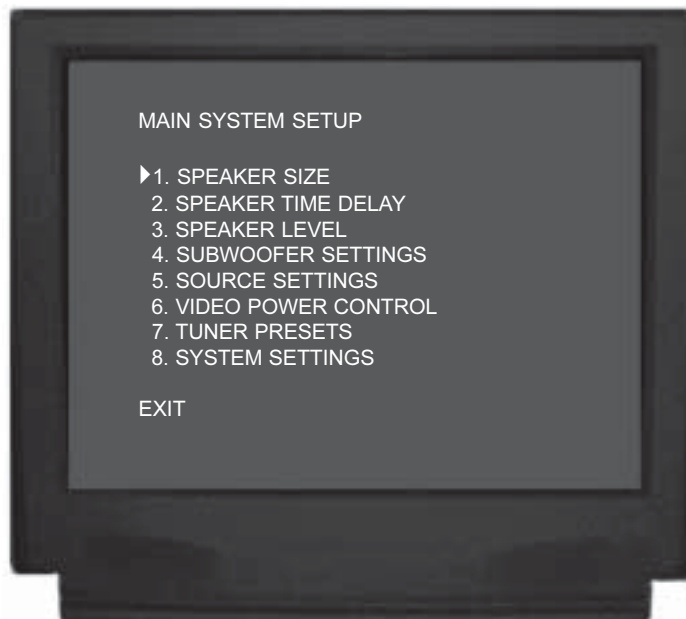 MAIN SYSTEM SETUP
1. SPEAKER SIZE
2. SPEAKER TIME DELAY
3. SPEAKER LEVEL
4. SUBWOOFER SETTINGS
5. SOURCE SETTINGS
6. VIDEO POWER CONTROL
7. TUNER PRESETS
8. SYSTEM SETTINGS
EXIT